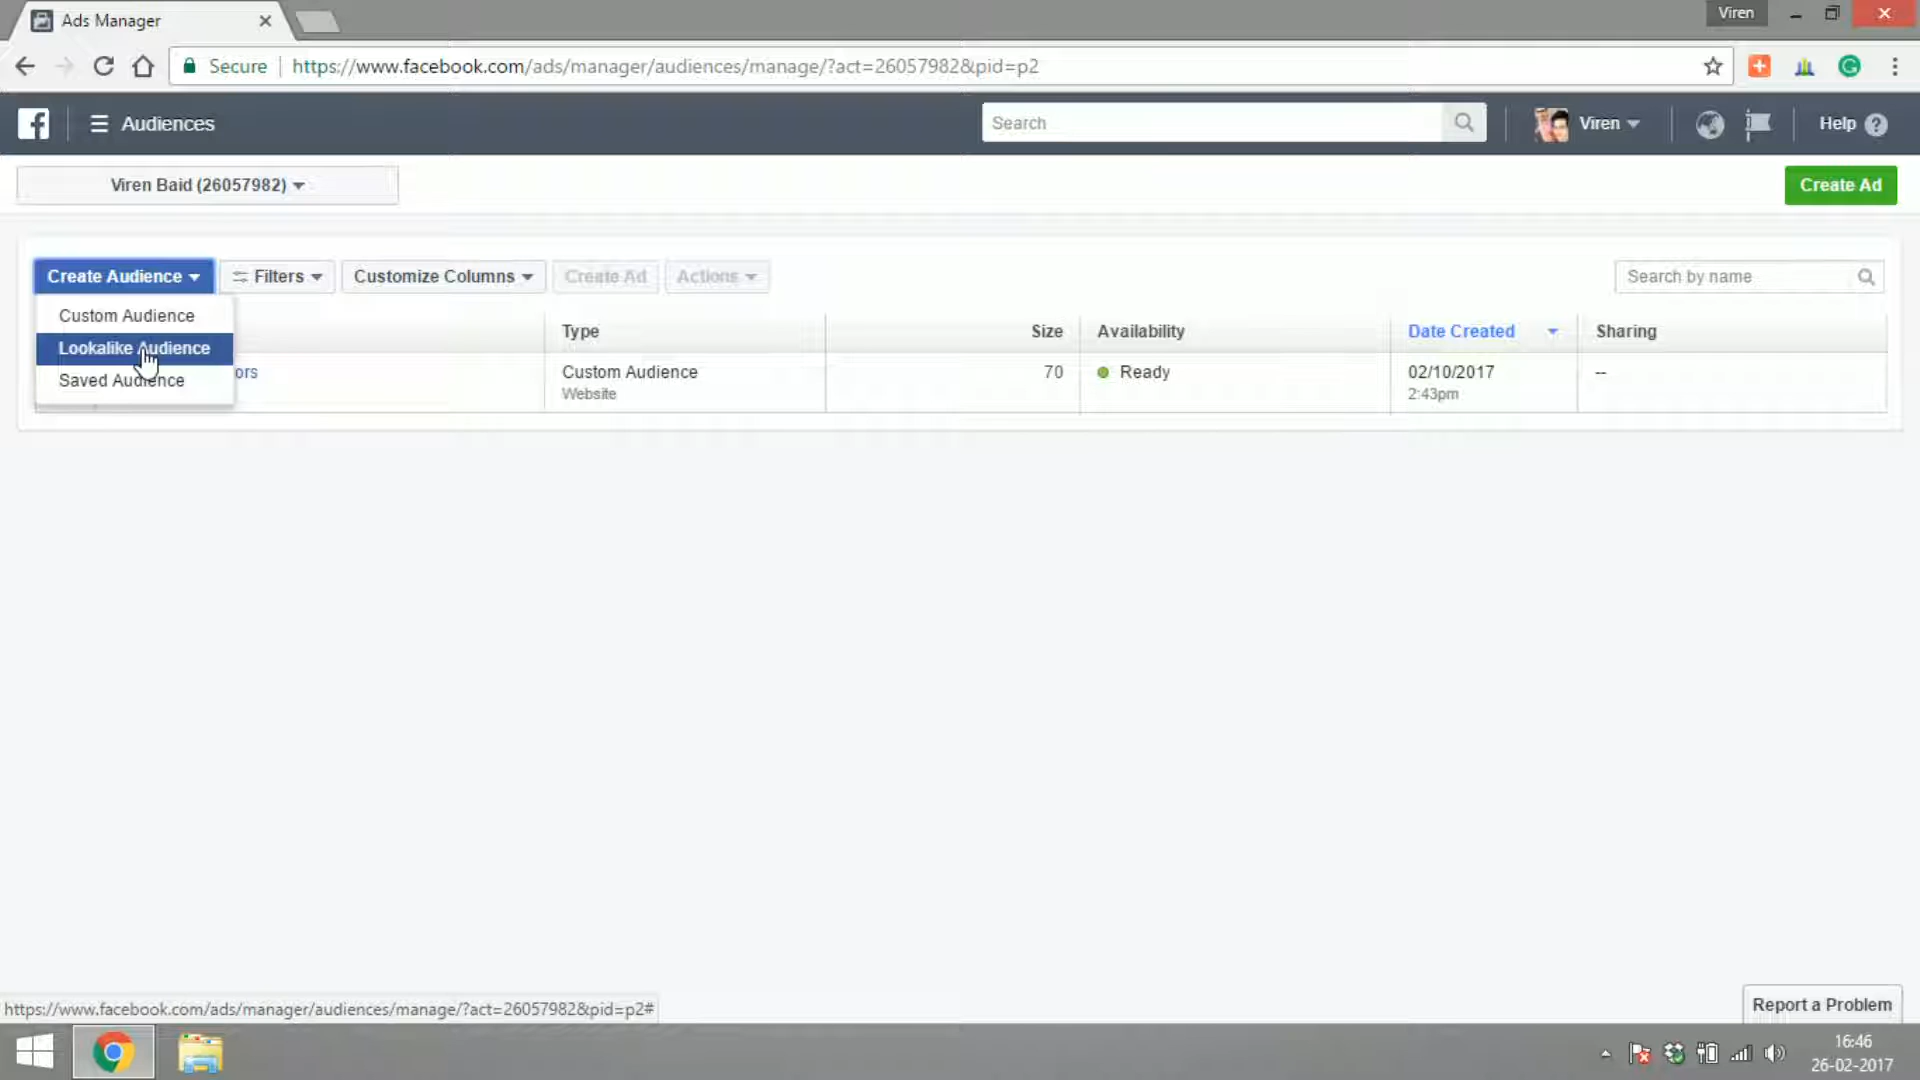 Ads Manager
Viren
Secure https://www.facebook.com/ads/manager/audiences/manage/?act=26057982&pid=p2
Audiences
Search
Viren
Help
Viren Baid (26057982)
Create Ad
Create Audience
Filters
Customize Columns
Create Ad
Actions
Search by name
Custom Audience
Lookalike Audience
Saved Audience
Type
Size
Availability
Date Created
Sharing
ors
Custom Audience
Website
70
Ready
02/10/2017
2:43pm
--
https://www.facebook.com/ads/manager/audiences/manage/?act=26057982&pid=p2#
Report a Problem
16:46
26-02-2017